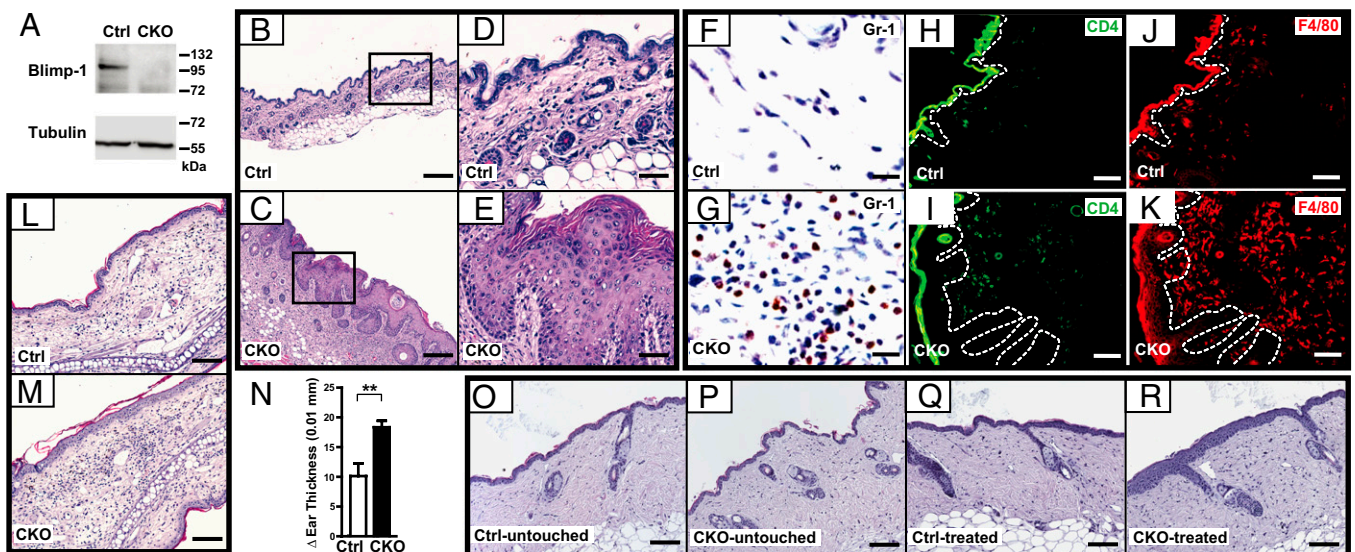 A
Ctrl CKO
Blimp-1
132
95
72
Tubulin
72
55
kDa
B
Ctrl
D
Ctrl
C
CKO
E
CKO
F
Gr-1
Ctrl
G
Gr-1
CKO
H
CD4
Ctrl
I
CD4
CKO
J
F4/80
Ctrl
K
F4/80
CKO
L
Ctrl
M
CKO
N
**
Δ Ear Thickness (0.01 mm)
25
20
15
10
5
0
Ctrl CKO
O
Ctrl-untouched
P
CKO-untouched
Q
Ctrl-treated
R
CKO-treated